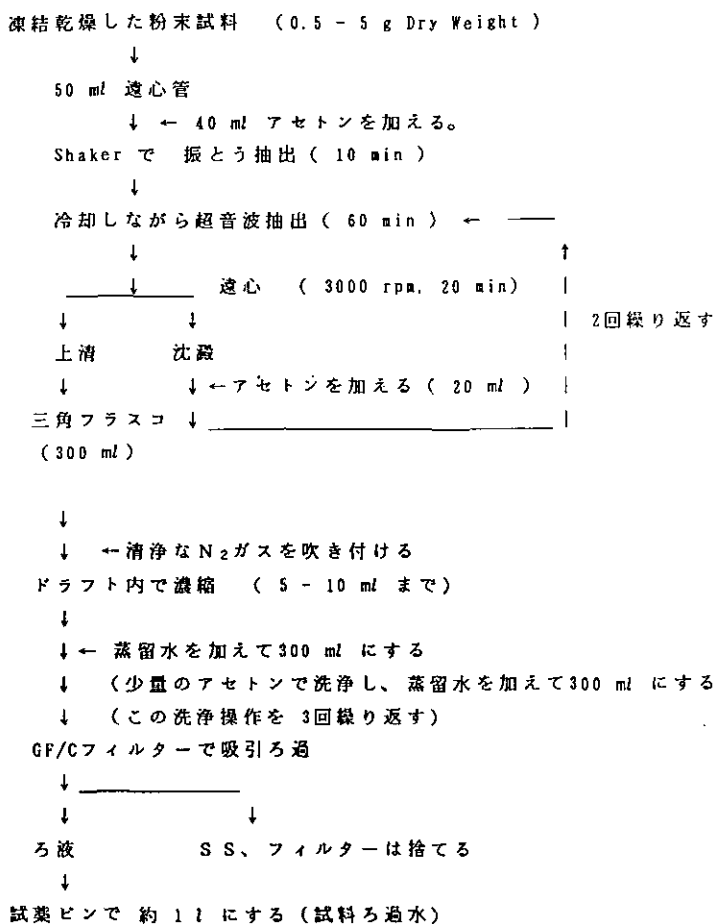 凍結乾燥した粉末試料 (0.5 - 5 g Dry Weight )
↓
50 ml 遠心管
↓ ← 40 ml アセトンを加える。
Shaker で 振とう抽出 ( 10 min )
↓
冷却しながら超音波抽出 ( 60 min ) ←
↓ ↑
↓ 遠心 ( 3000 rpm, 20 min)
↓ ↓ 2回繰り返す
上清 沈澱
↓ ↓ ←アセトンを加える ( 20 ml )
三角フラスコ ↓
(300 ml)
↓
↓ ←清浄なN₂ガスを吹き付ける
ドラフト内で濃縮 ( 5 - 10 ml まで)
↓
↓ ← 蒸留水を加えて300 ml にする
↓ (少量のアセトンで洗浄し、蒸留水を加えて300 ml にする
↓ (この洗浄操作を 3回繰り返す)
GF/Cフィルターで吸引ろ過
↓
↓ ↓
ろ液 SS、フィルターは捨てる
↓
試薬ビンで 約 1 l にする (試料ろ過水)